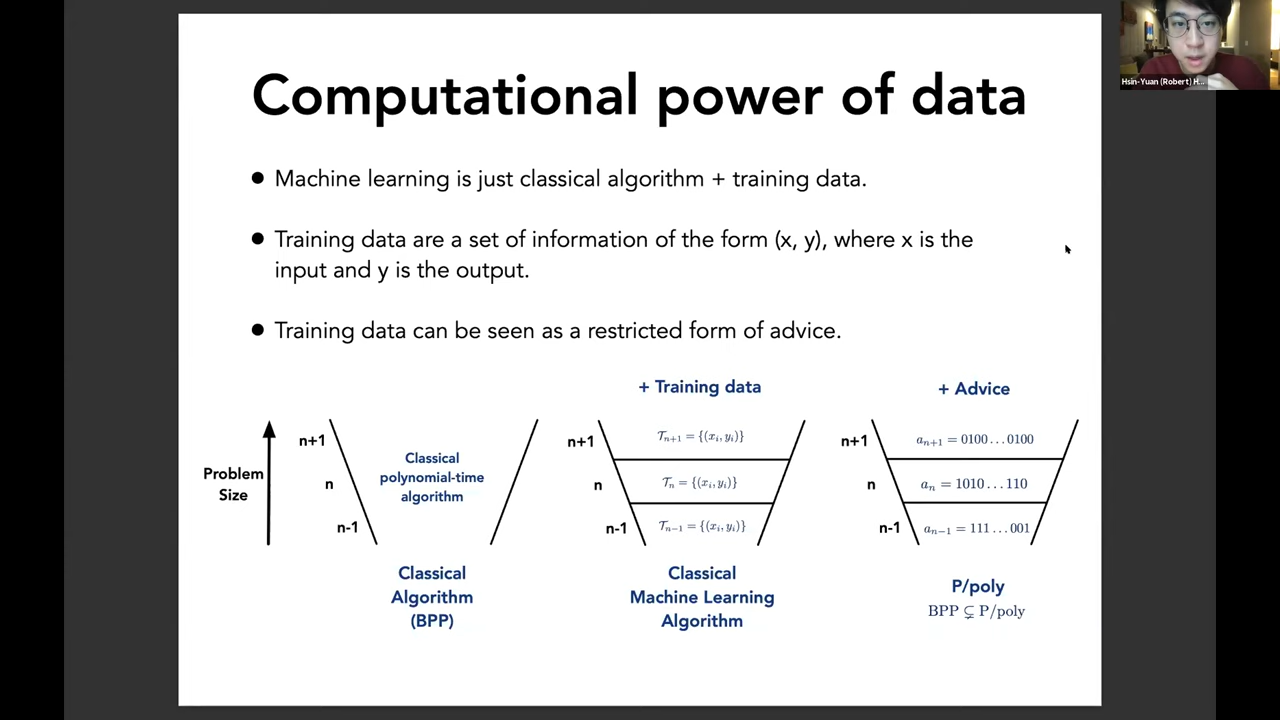 Hsin-Yuan (Robert) H...
Computational power of data
● Machine learning is just classical algorithm + training data.
● Training data are a set of information of the form (x, y), where x is the
input and y is the output.
● Training data can be seen as a restricted form of advice.
Problem
Size
n+1
n
n-1
Classical
polynomial-time
algorithm
Classical
Algorithm
(BPP)
+ Training data
n+1
n
n-1
𝒯ₙ₊₁ = {(xᵢ, yᵢ)}
𝒯ₙ = {(xᵢ, yᵢ)}
𝒯ₙ₋₁ = {(xᵢ, yᵢ)}
Classical
Machine Learning
Algorithm
+ Advice
n+1
n
n-1
aₙ₊₁ = 0100...0100
aₙ = 1010...110
aₙ₋₁ = 111...001
P/poly
BPP ⊊ P/poly